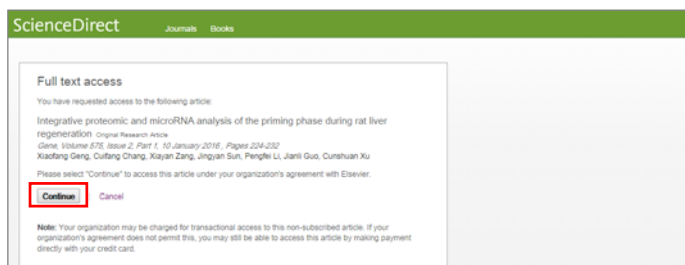 ScienceDirect Journals Books
Full text access
You have requested access to the following article:
Integrative proteomic and microRNA analysis of the priming phase during rat liver
regeneration Original Research Article
Gene, Volume 575, Issue 2, Part 1, 10 January 2016, Pages 224-232
Xiaofang Geng, Cuifang Chang, Xiayan Zang, Jingyan Sun, Pengfei Li, Jianli Guo, Cunshuan Xu
Please select "Continue" to access this article under your organization's agreement with Elsevier.
Continue Cancel
Note: Your organization may be charged for transactional access to this non-subscribed article. If your
organization's agreement does not permit this, you may still be able to access this article by making payment
directly with your credit card.